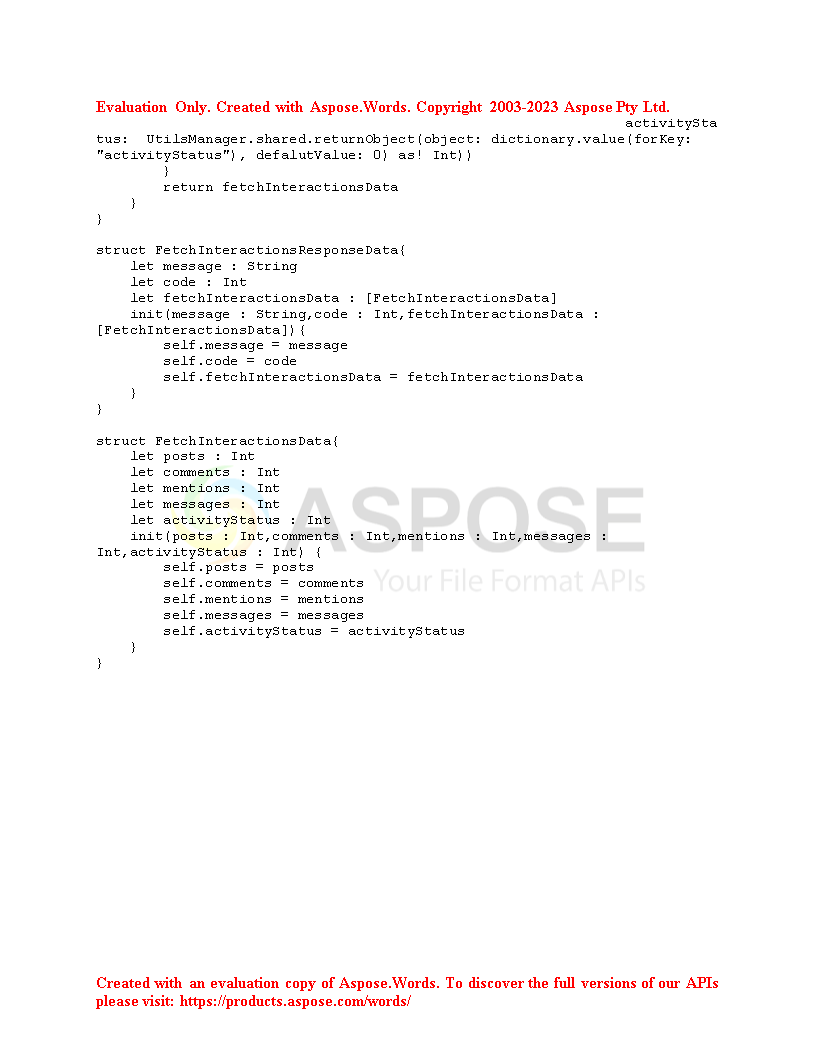 Evaluation Only. Created with Aspose.Words. Copyright 2003-2023 Aspose Pty Ltd.
activitySta
tus: UtilsManager.shared.returnObject(object: dictionary.value(forKey:
"activityStatus"), defalutValue: 0) as! Int))
        }
        return fetchInteractionsData
    }
}

struct FetchInteractionsResponseData{
    let message : String
    let code : Int
    let fetchInteractionsData : [FetchInteractionsData]
    init(message : String,code : Int,fetchInteractionsData :
[FetchInteractionsData]){
        self.message = message
        self.code = code
        self.fetchInteractionsData = fetchInteractionsData
    }
}

struct FetchInteractionsData{
    let posts : Int
    let comments : Int
    let mentions : Int
    let messages : Int
    let activityStatus : Int
    init(posts : Int,comments : Int,mentions : Int,messages :
Int,activityStatus : Int) {
        self.posts = posts
        self.comments = comments
        self.mentions = mentions
        self.messages = messages
        self.activityStatus = activityStatus
    }
}
ASPOSE
Your File Format APIs
Created with an evaluation copy of Aspose.Words. To discover the full versions of our APIs
please visit: https://products.aspose.com/words/